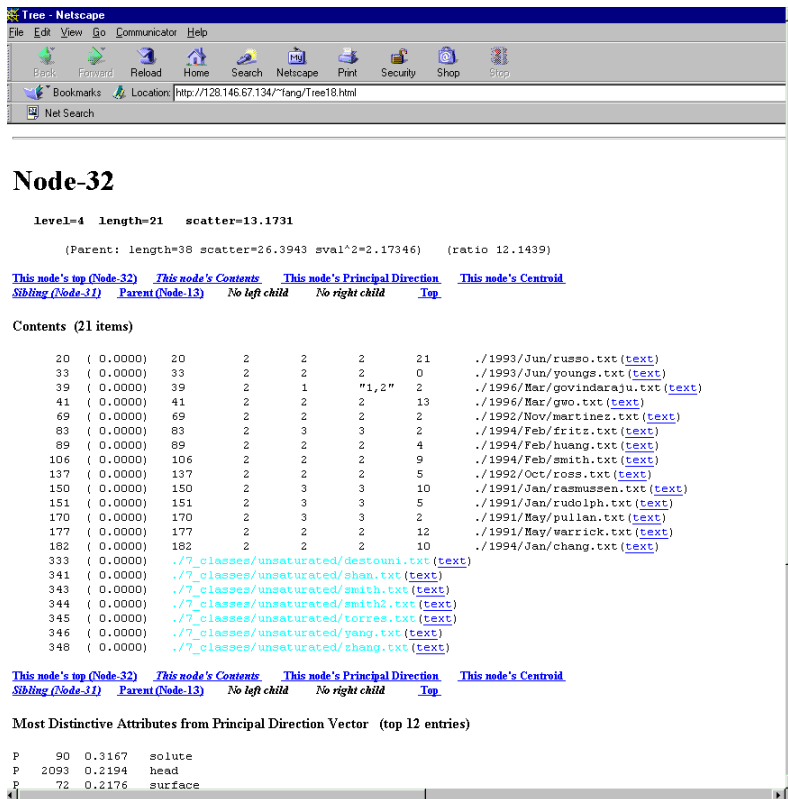 Tree - Netscape
File Edit View Go Communicator Help
Back Forward Reload Home Search Netscape Print Security Shop Stop
Bookmarks Location: http://128.146.67.134/~fang/Tree18.html
Net Search
Node-32
level=4 length=21 scatter=13.1731
(Parent: length=38 scatter=26.3943 sval^2=2.17346) (ratio 12.1439)
This node's top (Node-32) This node's Contents This node's Principal Direction This node's Centroid
Sibling (Node-31) Parent (Node-13) No left child No right child Top
Contents (21 items)
20 ( 0.0000) 20 2 2 2 21 ./1993/Jun/russo.txt(text)
33 ( 0.0000) 33 2 2 2 0 ./1993/Jun/youngs.txt(text)
39 ( 0.0000) 39 2 1 "1,2" 2 ./1996/Mar/govindaraju.txt(text)
41 ( 0.0000) 41 2 2 2 13 ./1996/Mar/gwo.txt(text)
69 ( 0.0000) 69 2 2 2 2 ./1992/Nov/martinez.txt(text)
83 ( 0.0000) 83 2 3 3 2 ./1994/Feb/fritz.txt(text)
89 ( 0.0000) 89 2 2 2 4 ./1994/Feb/huang.txt(text)
106 ( 0.0000) 106 2 2 2 9 ./1994/Feb/smith.txt(text)
137 ( 0.0000) 137 2 2 2 5 ./1992/Oct/ross.txt(text)
150 ( 0.0000) 150 2 3 3 10 ./1991/Jan/rasmussen.txt(text)
151 ( 0.0000) 151 2 3 3 5 ./1991/Jan/rudolph.txt(text)
170 ( 0.0000) 170 2 3 3 2 ./1991/May/pullan.txt(text)
177 ( 0.0000) 177 2 2 2 12 ./1991/May/warrick.txt(text)
182 ( 0.0000) 182 2 2 2 10 ./1994/Jan/chang.txt(text)
333 ( 0.0000) ./7_classes/unsaturated/destouni.txt(text)
341 ( 0.0000) ./7_classes/unsaturated/shan.txt(text)
343 ( 0.0000) ./7_classes/unsaturated/smith.txt(text)
344 ( 0.0000) ./7_classes/unsaturated/smith2.txt(text)
345 ( 0.0000) ./7_classes/unsaturated/torres.txt(text)
346 ( 0.0000) ./7_classes/unsaturated/yang.txt(text)
348 ( 0.0000) ./7_classes/unsaturated/zhang.txt(text)
This node's top (Node-32) This node's Contents This node's Principal Direction This node's Centroid
Sibling (Node-31) Parent (Node-13) No left child No right child Top
Most Distinctive Attributes from Principal Direction Vector (top 12 entries)
P 90 0.3167 solute
P 2093 0.2194 head
P 72 0.2176 surface